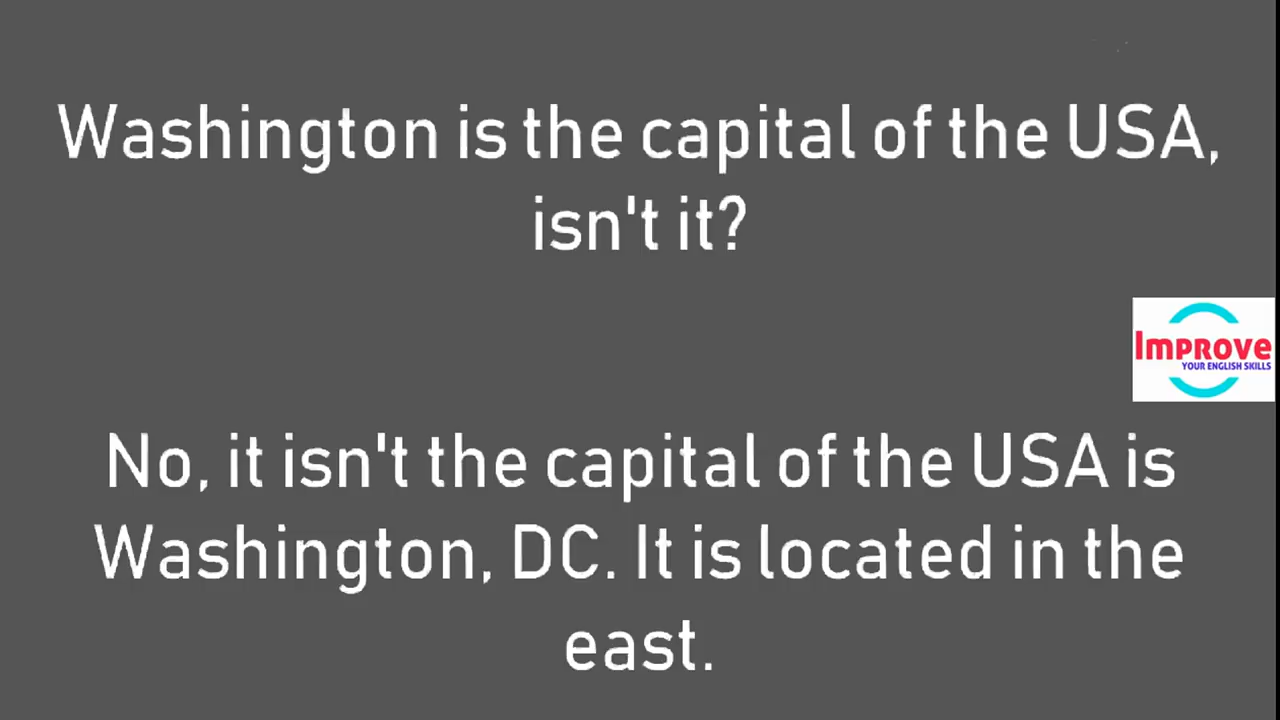 Washington is the capital of the USA,
isn't it?
Improve
YOUR ENGLISH SKILLS
No, it isn't the capital of the USA is
Washington, DC. It is located in the
east.